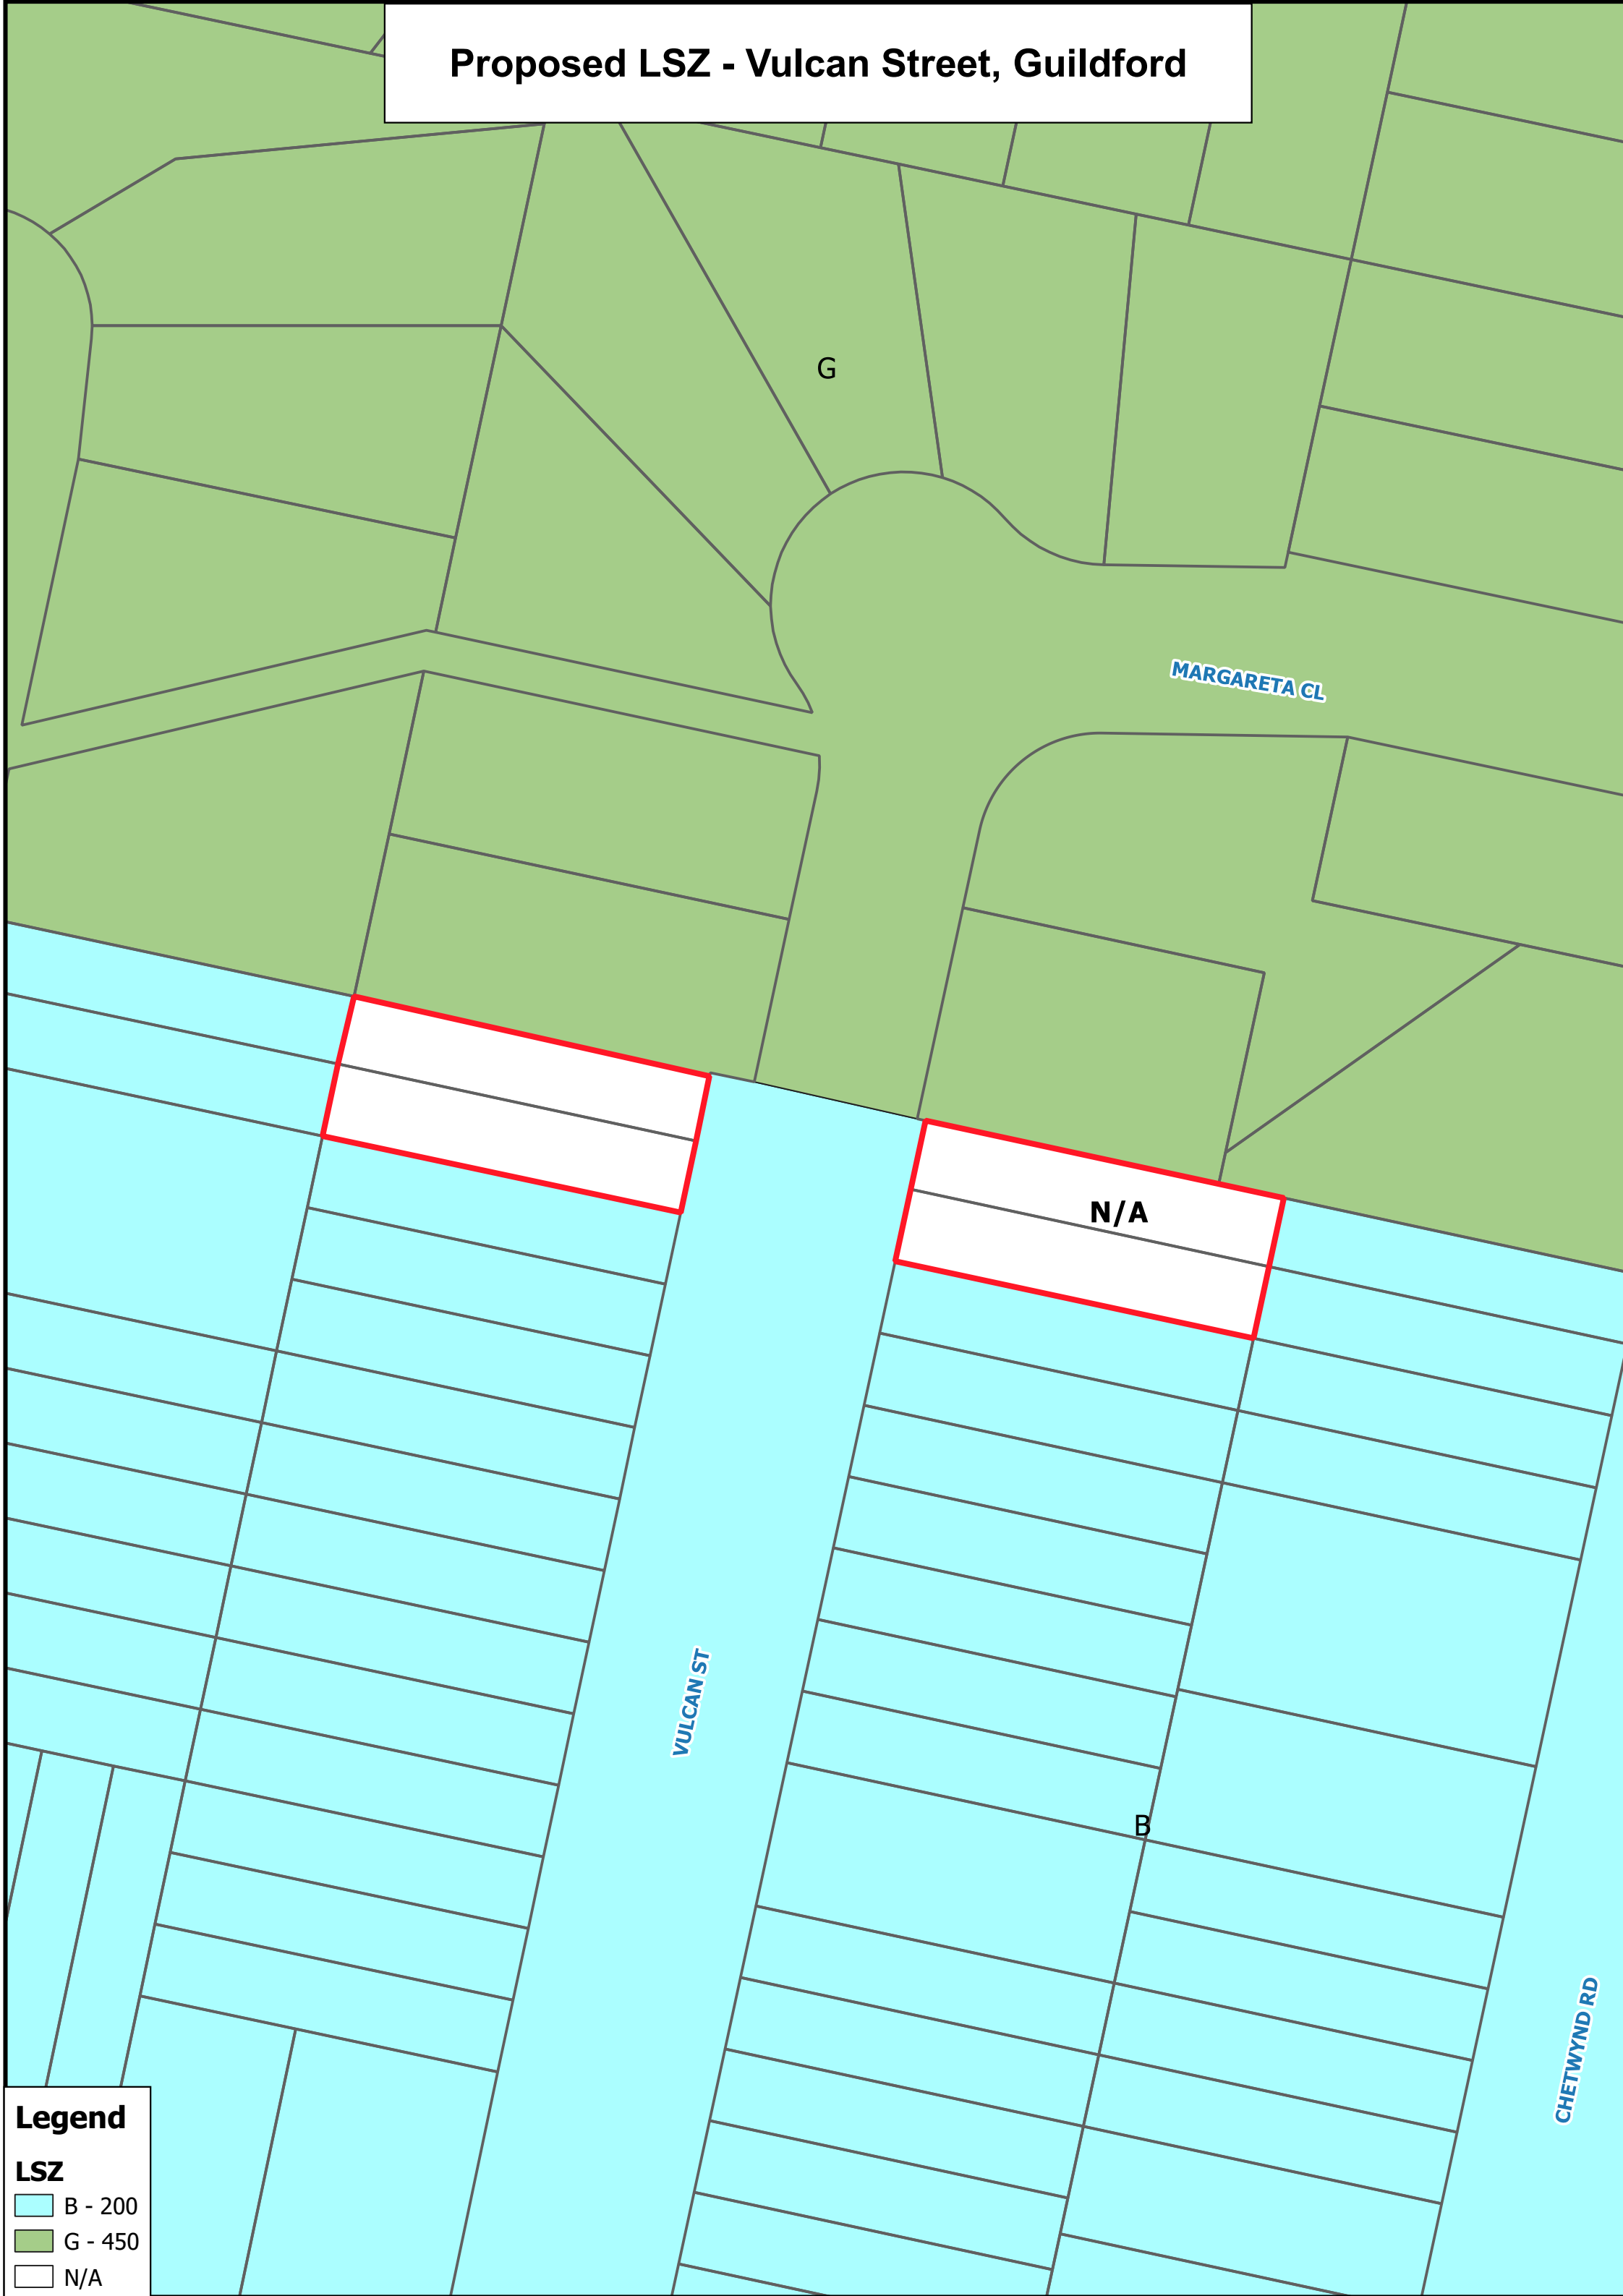 Proposed LSZ - Vulcan Street, Guildford
G
MARGARETA CL
N/A
VULCAN ST
B
CHETWYND RD
Legend
LSZ
B - 200
G - 450
N/A